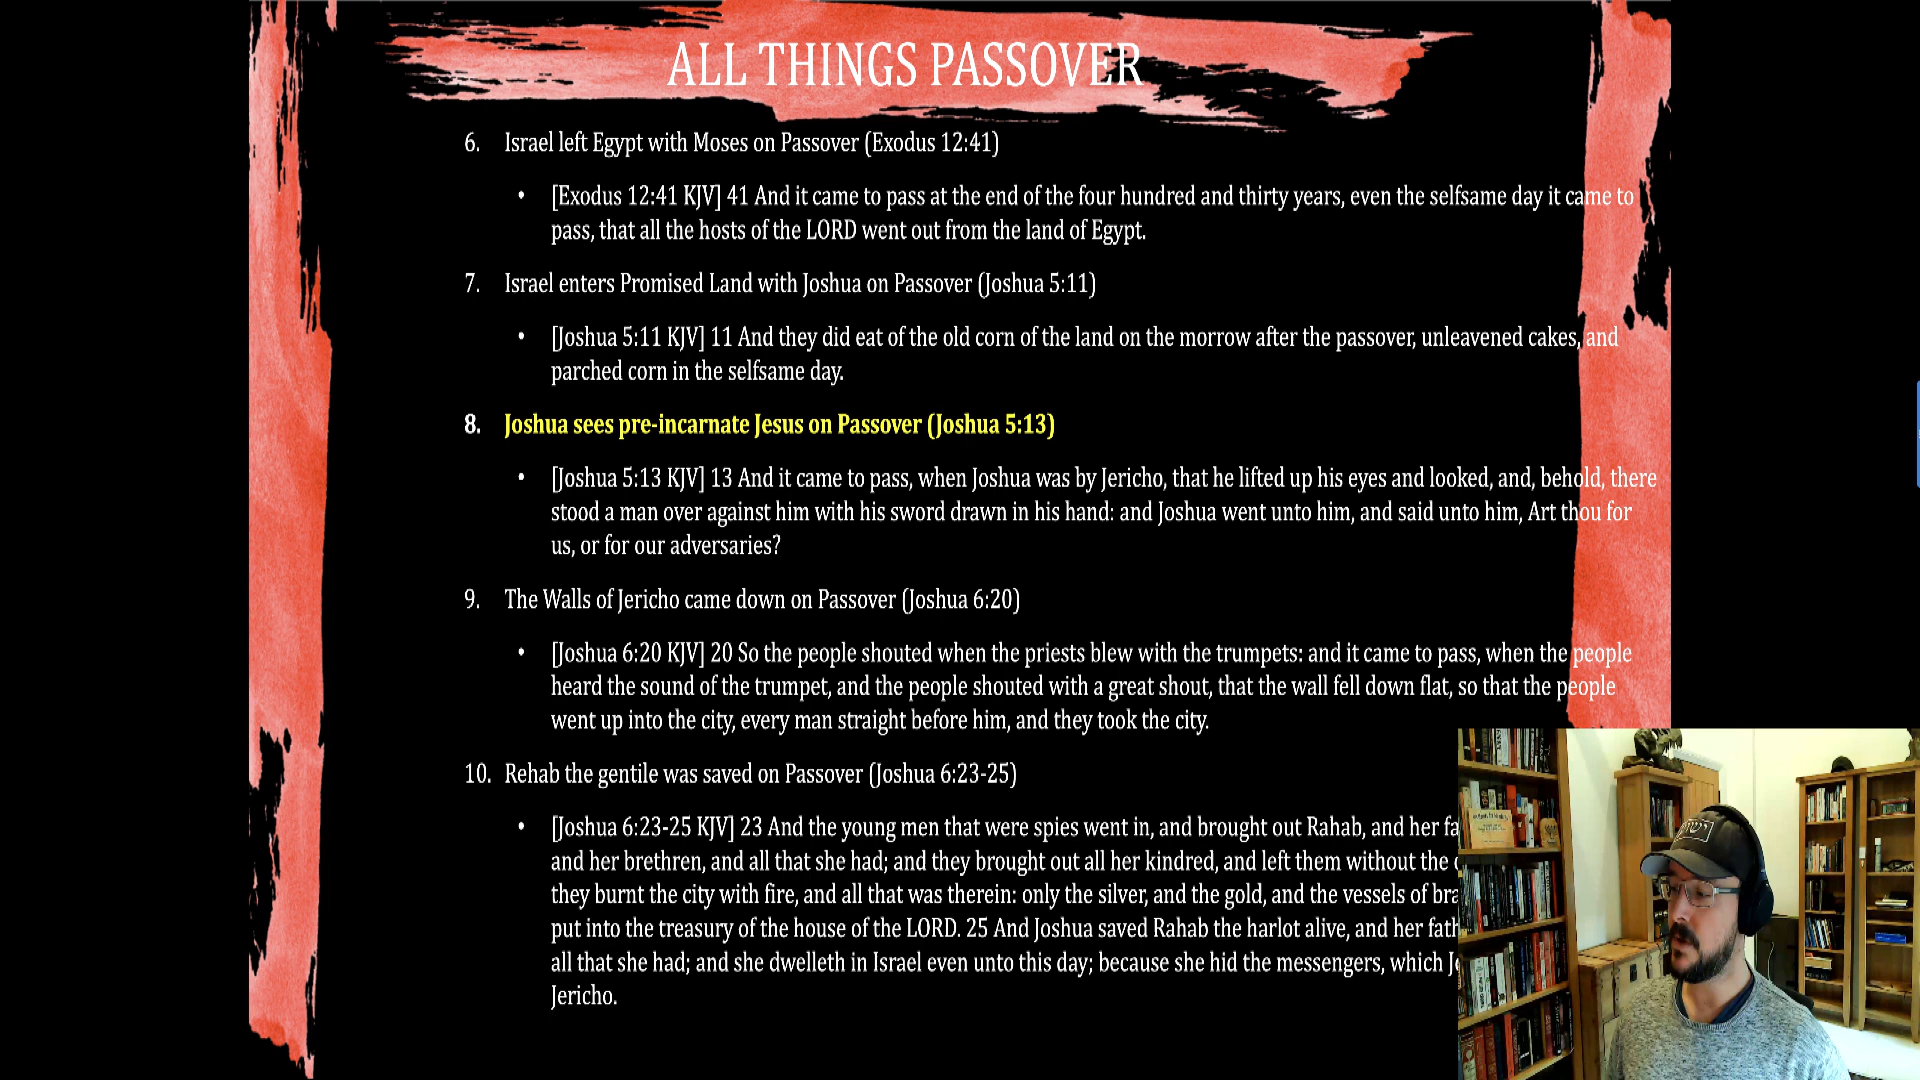 ALL THINGS PASSOVER
6. Israel left Egypt with Moses on Passover (Exodus 12:41)
• [Exodus 12:41 KJV] 41 And it came to pass at the end of the four hundred and thirty years, even the selfsame day it came to
pass, that all the hosts of the LORD went out from the land of Egypt.
7. Israel enters Promised Land with Joshua on Passover (Joshua 5:11)
• [Joshua 5:11 KJV] 11 And they did eat of the old corn of the land on the morrow after the passover, unleavened cakes, and
parched corn in the selfsame day.
8. Joshua sees pre-incarnate Jesus on Passover (Joshua 5:13)
• [Joshua 5:13 KJV] 13 And it came to pass, when Joshua was by Jericho, that he lifted up his eyes and looked, and, behold, there
stood a man over against him with his sword drawn in his hand: and Joshua went unto him, and said unto him, Art thou for
us, or for our adversaries?
9. The Walls of Jericho came down on Passover (Joshua 6:20)
• [Joshua 6:20 KJV] 20 So the people shouted when the priests blew with the trumpets: and it came to pass, when the people
heard the sound of the trumpet, and the people shouted with a great shout, that the wall fell down flat, so that the people
went up into the city, every man straight before him, and they took the city.
10. Rehab the gentile was saved on Passover (Joshua 6:23-25)
• [Joshua 6:23-25 KJV] 23 And the young men that were spies went in, and brought out Rahab, and her
and her brethren, and all that she had; and they brought out all her kindred, and left them without the
they burnt the city with fire, and all that was therein: only the silver, and the gold, and the vessels of
put into the treasury of the house of the LORD. 25 And Joshua saved Rahab the harlot alive, and her
all that she had; and she dwelleth in Israel even unto this day; because she hid the messengers, which
Jericho.